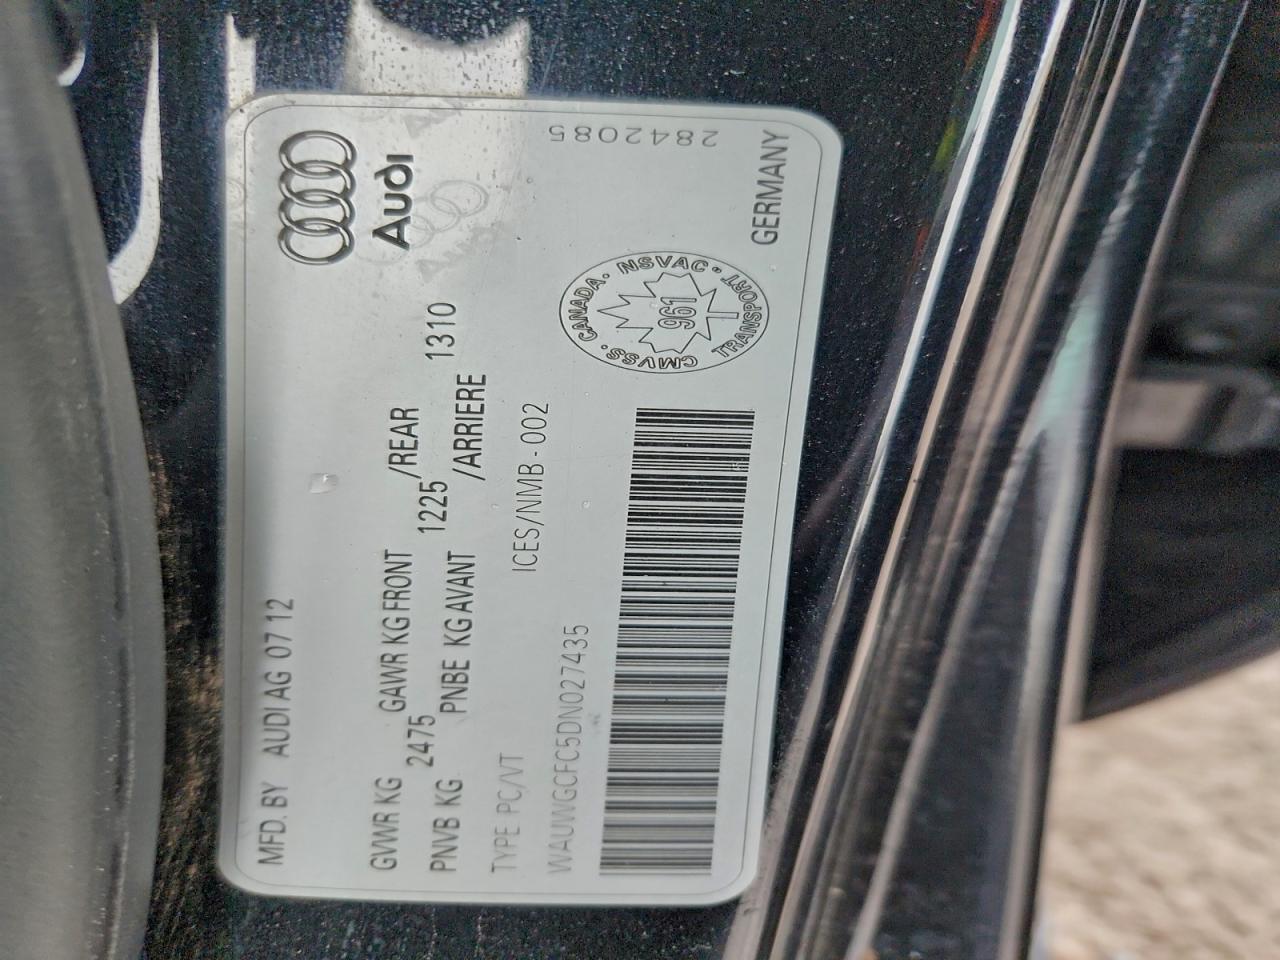 MFD. BY AUDI AG 07 12
Audi
GVWR KG GAWR KG FRONT /REAR
2475 1225 1310
PNVB KG PNBE KG AVANT /ARRIERE
TYPE PC/VT ICES/NMB-002
WAUWGCFC5DN027435
CANADA · NSVAC · TRANSPORT CMVSS ·
961
2842085
GERMANY